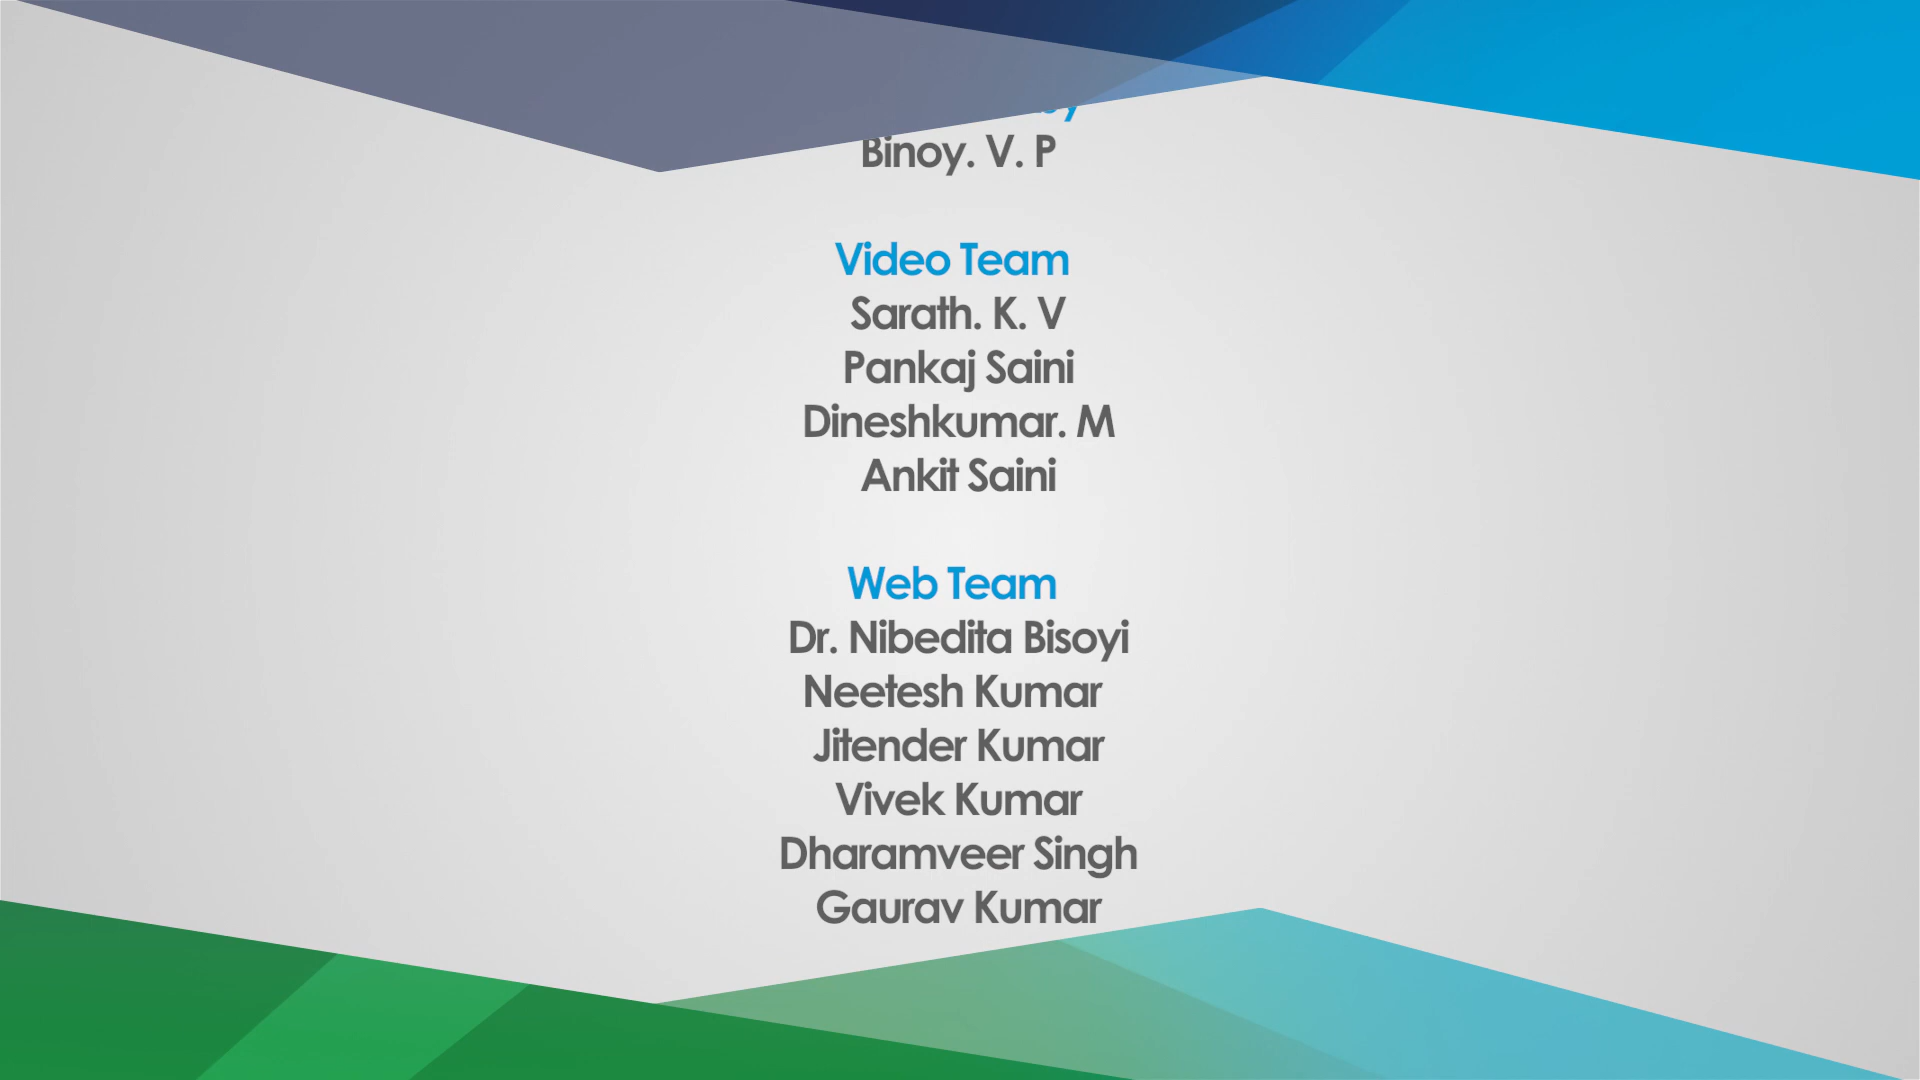 Binoy. V. P
Video Team
Sarath. K. V
Pankaj Saini
Dineshkumar. M
Ankit Saini
Web Team
Dr. Nibedita Bisoyi
Neetesh Kumar
Jitender Kumar
Vivek Kumar
Dharamveer Singh
Gaurav Kumar